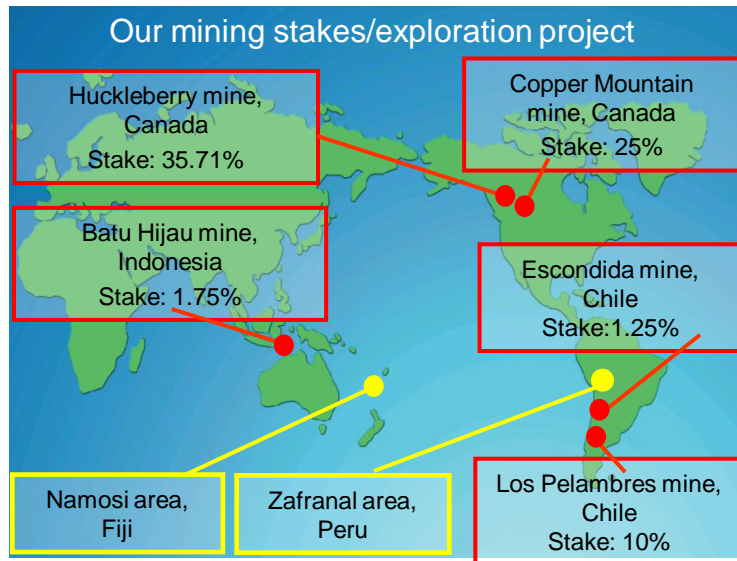 Our mining stakes/exploration project
Huckleberry mine,
Canada
Stake: 35.71%
Copper Mountain
mine, Canada
Stake: 25%
Batu Hijau mine,
Indonesia
Stake: 1.75%
Escondida mine,
Chile
Stake:1.25%
Namosi area,
Fiji
Zafranal area,
Peru
Los Pelambres mine,
Chile
Stake: 10%